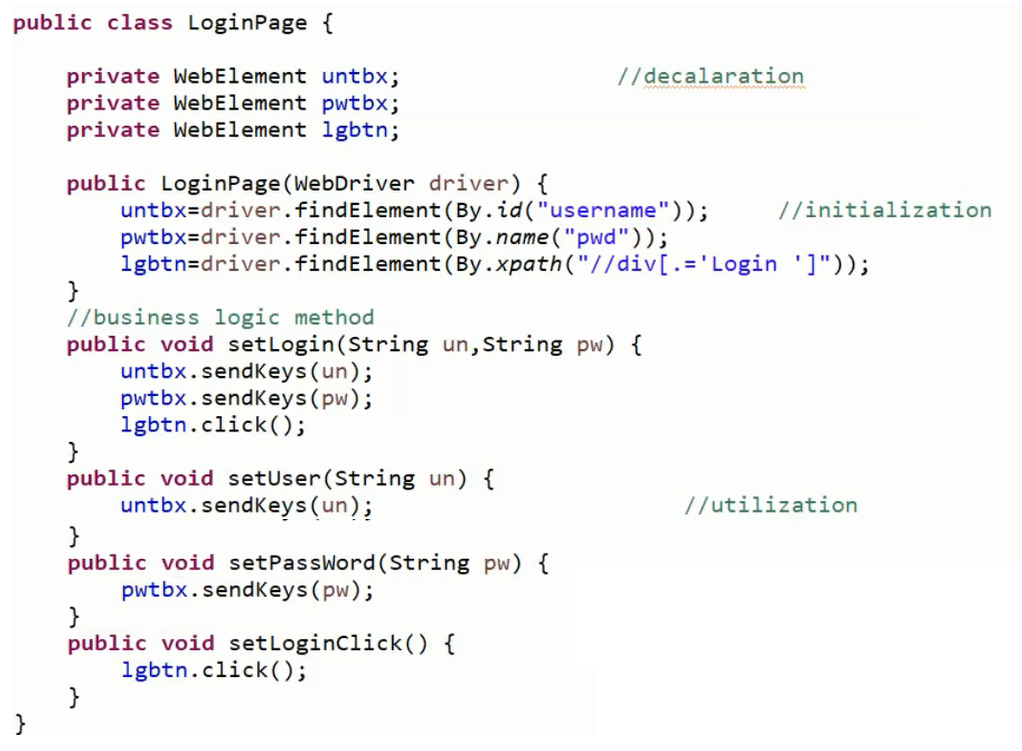 public class LoginPage {
private WebElement untbx; //decalaration
private WebElement pwtbx;
private WebElement lgbtn;
public LoginPage(WebDriver driver) {
untbx=driver.findElement(By.id("username")); //initialization
pwtbx=driver.findElement(By.name("pwd"));
lgbtn=driver.findElement(By.xpath("//div[.='Login ']"));
}
//business logic method
public void setLogin(String un,String pw) {
untbx.sendKeys(un);
pwtbx.sendKeys(pw);
lgbtn.click();
}
public void setUser(String un) {
untbx.sendKeys(un); //utilization
}
public void setPassWord(String pw) {
pwtbx.sendKeys(pw);
}
public void setLoginClick() {
lgbtn.click();
}
}